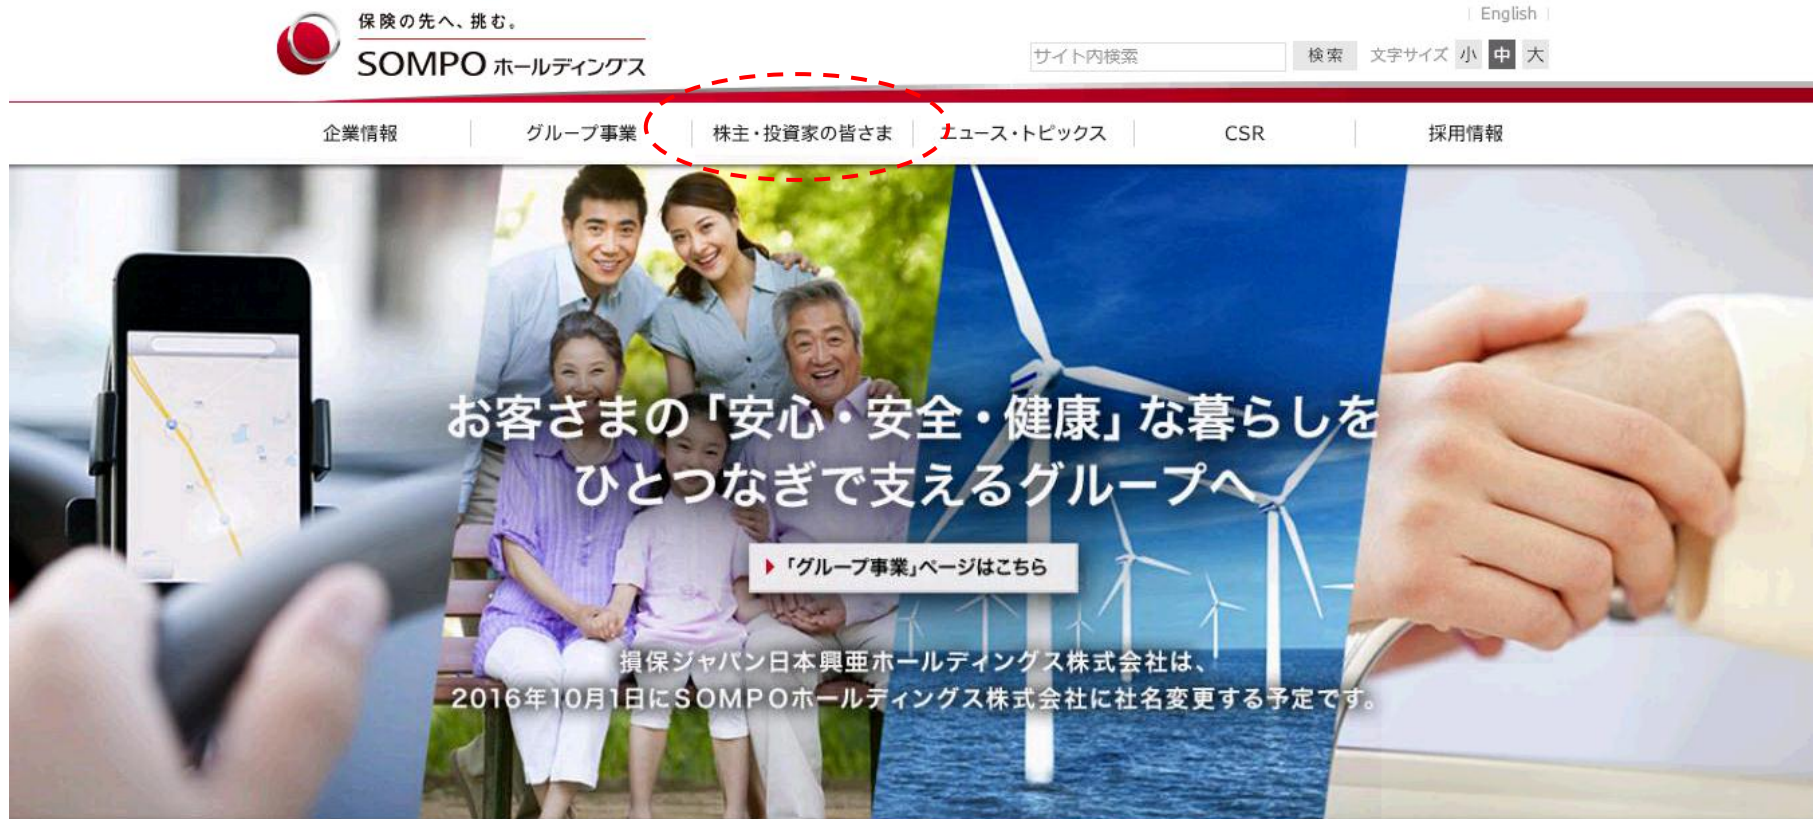 保険の先へ、挑む。
SOMPO ホールディングス
English
サイト内検索
検索
文字サイズ 小 中 大
企業情報
グループ事業
株主・投資家の皆さま
ニュース・トピックス
CSR
採用情報
お客さまの「安心・安全・健康」な暮らしを
ひとつなぎで支えるグループへ
「グループ事業」ページはこちら
損保ジャパン日本興亜ホールディングス株式会社は、
2016年10月1日にSOMPOホールディングス株式会社に社名変更する予定です。